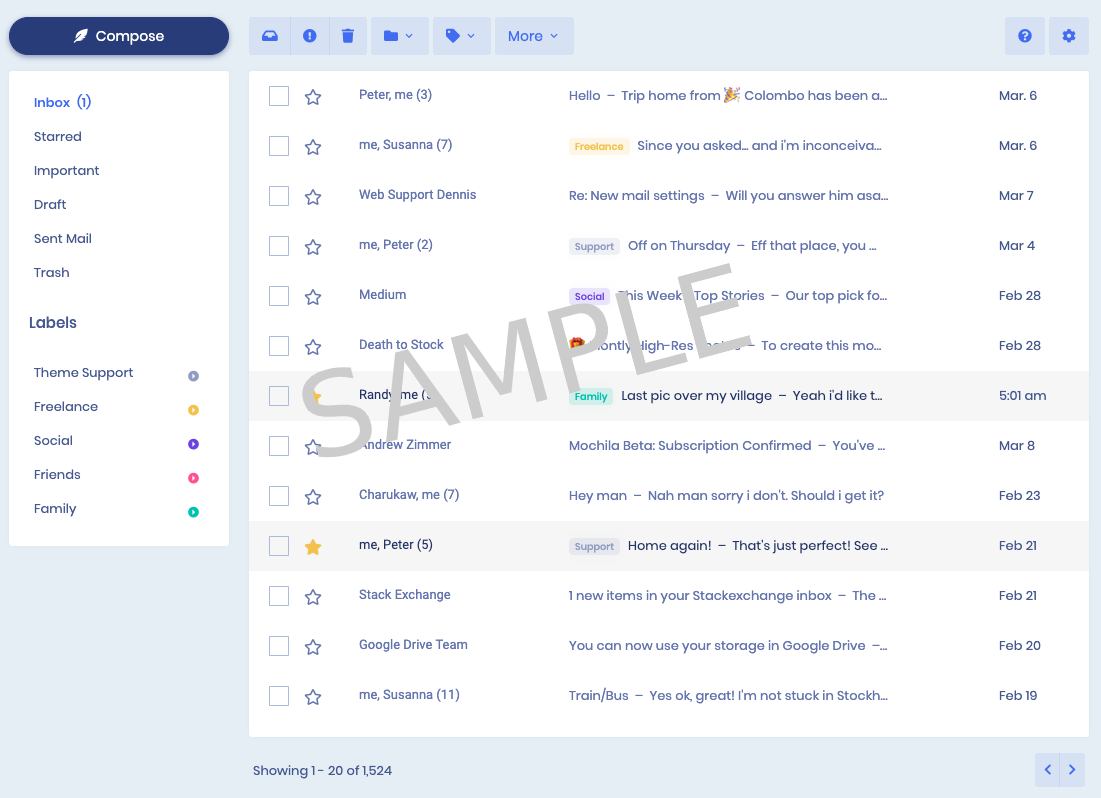 Compose
More
Inbox (1)
Starred
Important
Draft
Sent Mail
Trash
Labels
Theme Support
Freelance
Social
Friends
Family
Peter, me (3) Hello – Trip home from 🎉 Colombo has been a... Mar. 6
me, Susanna (7) Freelance Since you asked... and i'm inconceiva... Mar. 6
Web Support Dennis Re: New mail settings – Will you answer him asa... Mar 7
me, Peter (2) Support Off on Thursday – Eff that place, you ... Mar 4
Medium Social This Week's Top Stories – Our top pick fo... Feb 28
Death to Stock High-Res – To create this mo... Feb 28
Randy, me Family Last pic over my village – Yeah i'd like t... 5:01 am
Andrew Zimmer Mochila Beta: Subscription Confirmed – You've ... Mar 8
Charukaw, me (7) Hey man – Nah man sorry i don't. Should i get it? Feb 23
me, Peter (5) Support Home again! – That's just perfect! See ... Feb 21
Stack Exchange 1 new items in your Stackexchange inbox – The ... Feb 21
Google Drive Team You can now use your storage in Google Drive –... Feb 20
me, Susanna (11) Train/Bus – Yes ok, great! I'm not stuck in Stockh... Feb 19
SAMPLE
Showing 1 - 20 of 1,524